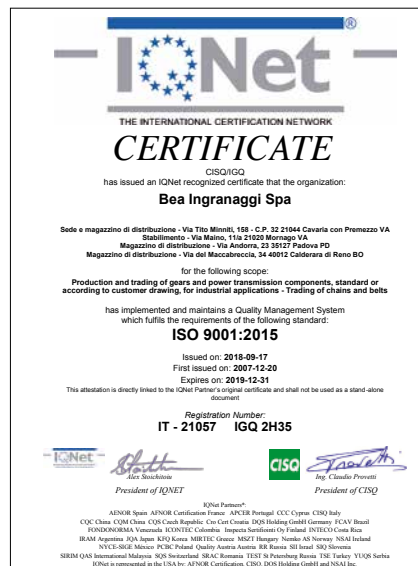 IQNet
THE INTERNATIONAL CERTIFICATION NETWORK
CERTIFICATE
CISQ/IGQ
has issued an IQNet recognized certificate that the organization:
Bea Ingranaggi Spa
Sede e magazzino di distribuzione - Via Tito Minniti, 158 - C.P. 32 21044 Cavaria con Premezzo VA
Stabilimento - Via Maino, 11/a 21020 Mornago VA
Magazzino di distribuzione - Via Andorra, 23 35127 Padova PD
Magazzino di distribuzione - Via del Maccabreccia, 34 40012 Calderara di Reno BO
for the following scope:
Production and trading of gears and power transmission components, standard or
according to customer drawing, for industrial applications - Trading of chains and belts
has implemented and maintains a Quality Management System
which fulfils the requirements of the following standard:
ISO 9001:2015
Issued on: 2018-09-17
First issued on: 2007-12-20
Expires on: 2019-12-31
This attestation is directly linked to the IQNet Partner's original certificate and shall not be used as a stand-alone
document
Registration Number:
IT - 21057 IGQ 2H35
IQNet
CISQ
Alex Stoichitoiu
Ing. Claudio Provetti
President of IQNET
President of CISQ
IQNet Partners*:
AENOR Spain AFNOR Certification France APCER Portugal CCC Cyprus CISQ Italy
CQC China CQM China CQS Czech Republic Cro Cert Croatia DQS Holding GmbH Germany FCAV Brazil
FONDONORMA Venezuela ICONTEC Colombia Inspecta Sertifiointi Oy Finland INTECO Costa Rica
IRAM Argentina JQA Japan KFQ Korea MIRTEC Greece MSZT Hungary Nemko AS Norway NSAI Ireland
NYCE-SIGE México PCBC Poland Quality Austria Austria RR Russia SII Israel SIQ Slovenia
SIRIM QAS International Malaysia SQS Switzerland SRAC Romania TEST St Petersburg Russia TSE Turkey YUQS Serbia
IQNet is represented in the USA by: AFNOR Certification, CISQ, DQS Holding GmbH and NSAI Inc.